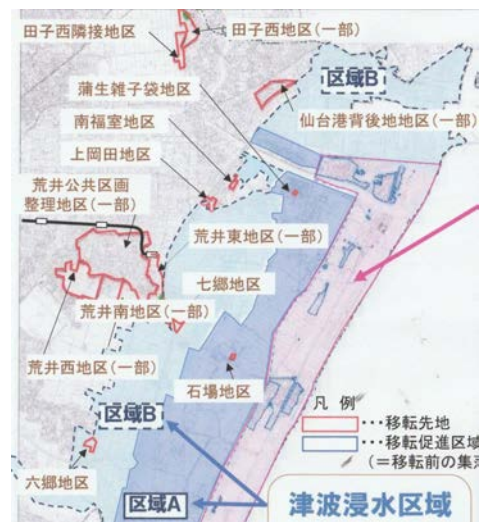 田子西隣接地区
田子西地区(一部)
区域B
蒲生雑子袋地区
仙台港背後地地区(一部)
南福室地区
上岡田地区
荒井公共区画
整理地区(一部)
荒井東地区(一部)
七郷地区
荒井南地区(一部)
荒井西地区(一部)
石場地区
凡 例
･･･移転先地
･･･移転促進区域
(=移転前の集
区域B
六郷地区
区域A
津波浸水区域